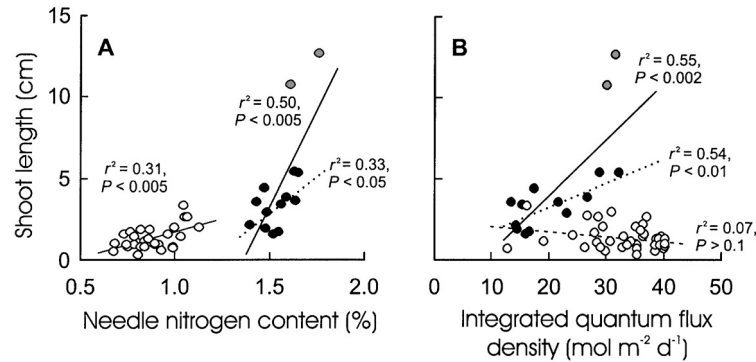 15
10
5
0
Shoot length (cm)
A
r² = 0.50,
P < 0.005
r² = 0.31,
P < 0.005
r² = 0.33,
P < 0.05
0.5
1.0
1.5
2.0
Needle nitrogen content (%)
B
r² = 0.55,
P < 0.002
r² = 0.54,
P < 0.01
r² = 0.07,
P > 0.1
0
10
20
30
40
50
Integrated quantum flux
density (mol m⁻² d⁻¹)